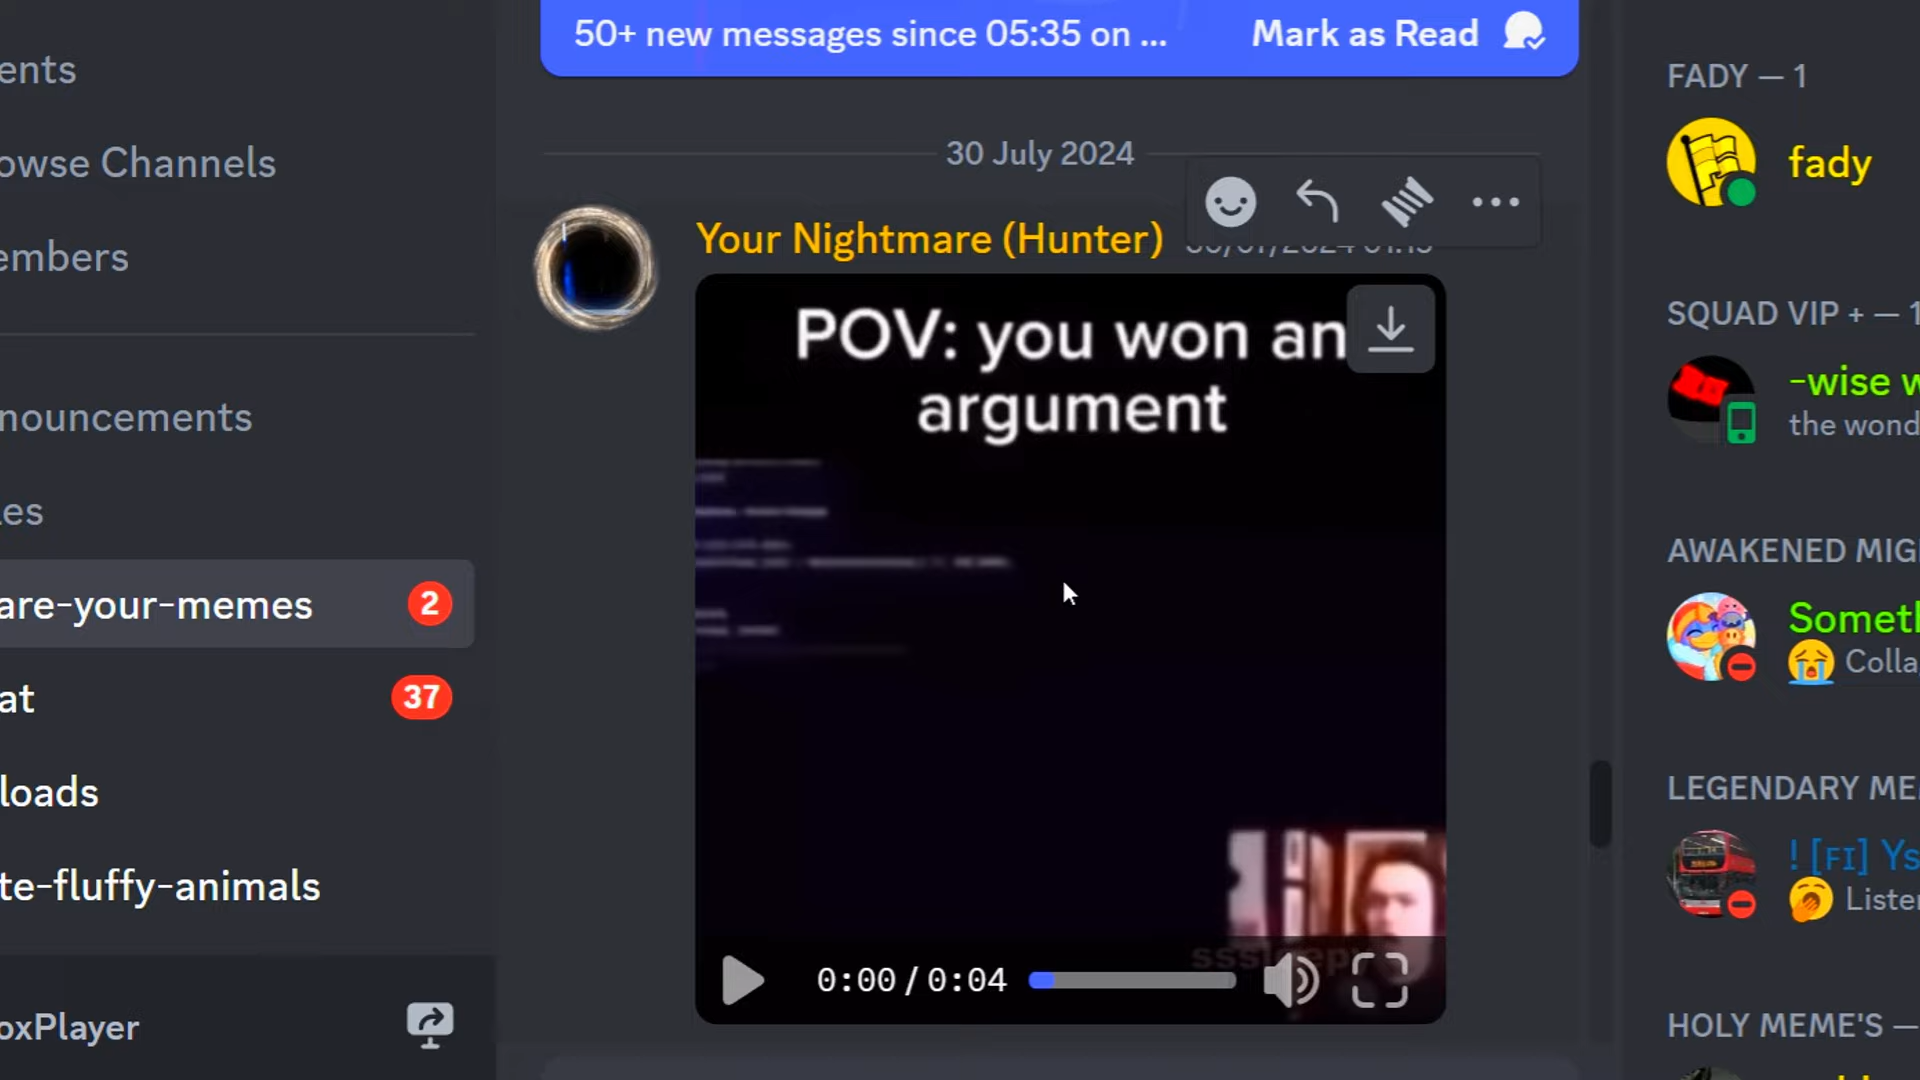 50+ new messages since 05:35 on ...
Mark as Read
ents
owse Channels
embers
nouncements
les
are-your-memes
2
at
37
loads
te-fluffy-animals
oxPlayer
30 July 2024
Your Nightmare (Hunter)
POV: you won an
argument
0:00 / 0:04
FADY — 1
fady
SQUAD VIP + — 1
-wise w
the wond
AWAKENED MIG
Someth
Colla
LEGENDARY ME
! [FI] Ys
Listen
HOLY MEME'S —